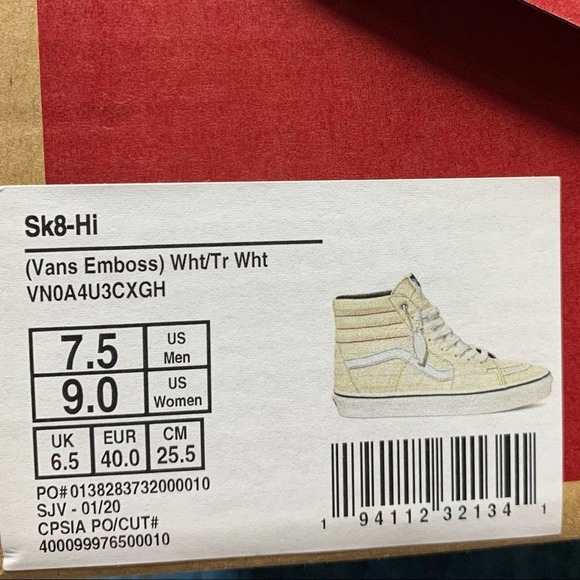 Sk8-Hi
(Vans Emboss) Wht/Tr Wht
VN0A4U3CXGH
7.5 US Men
9.0 US Women
UK EUR CM
6.5 40.0 25.5
PO# 0138283732000010
SJV - 01/20
CPSIA PO/CUT#
400099976500010
1 94112 32134 1